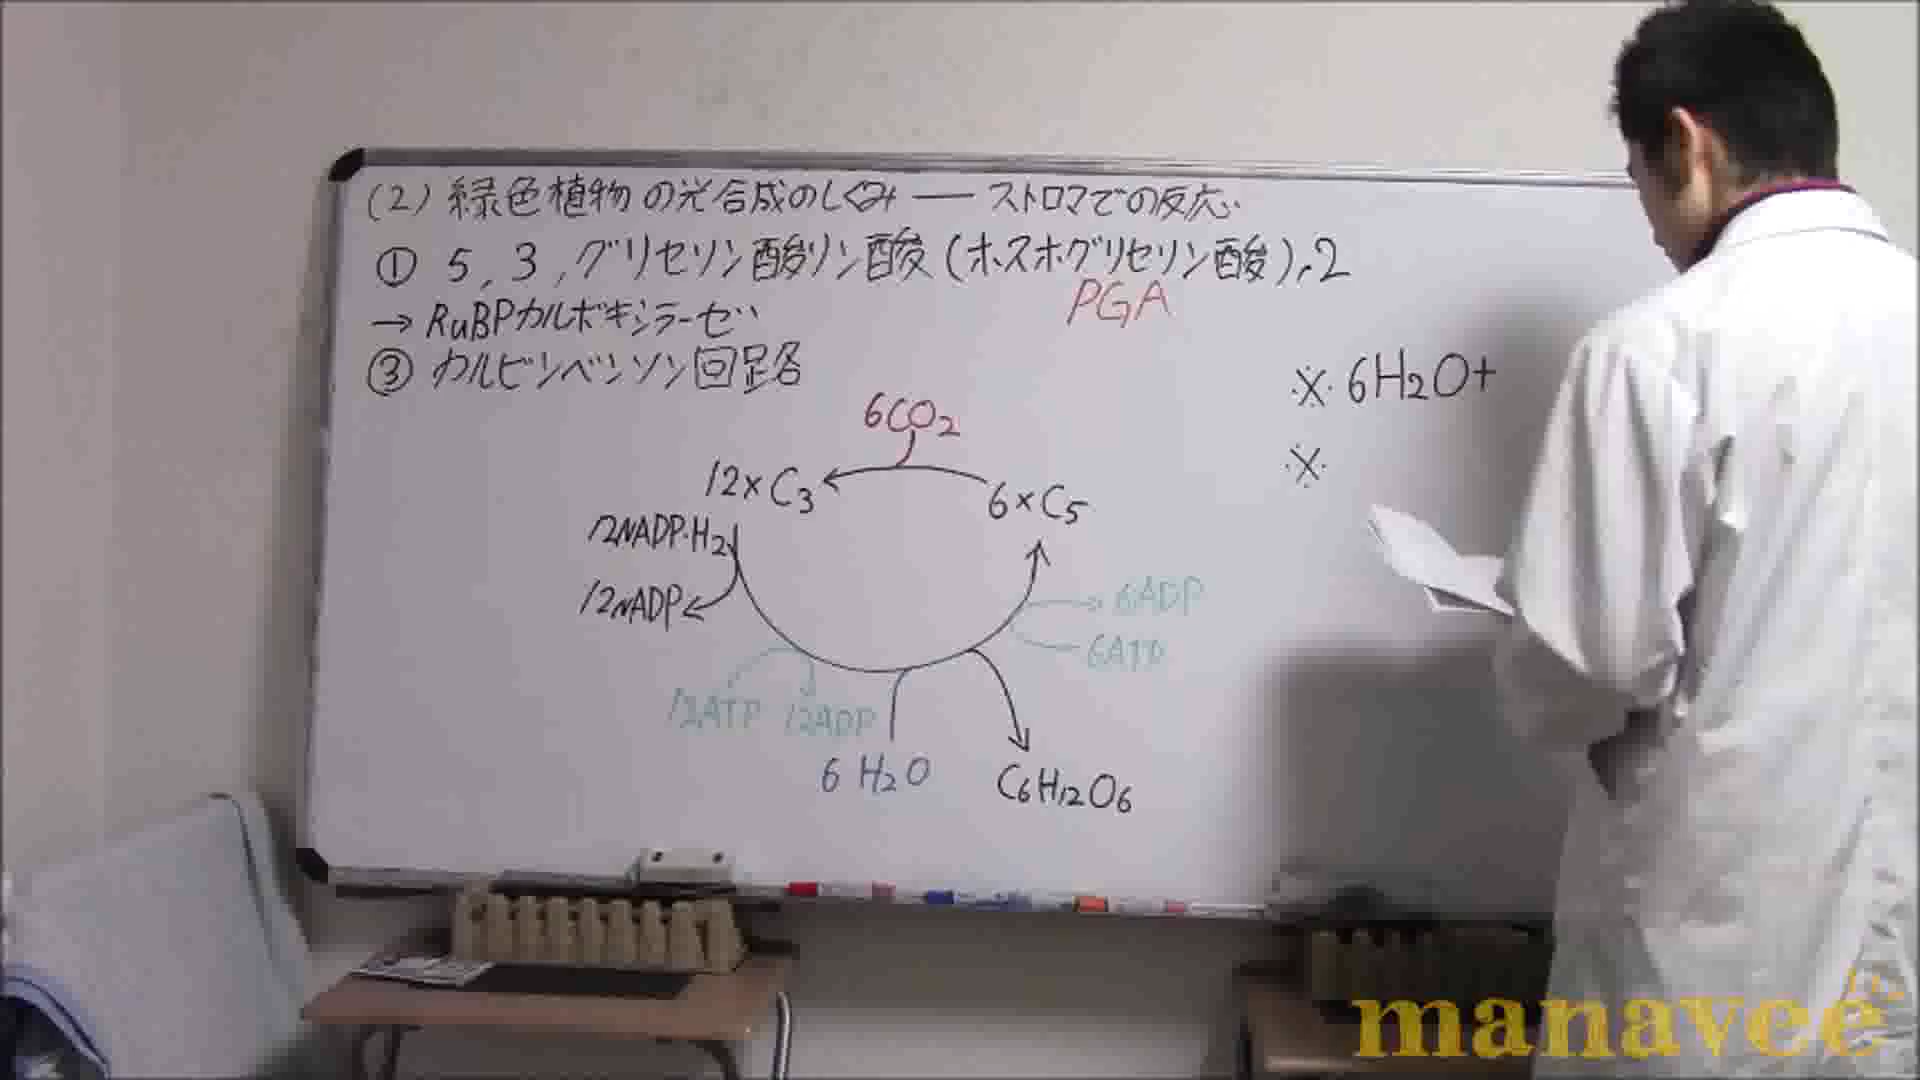 (2) 緑色植物の光合成のしくみ ― ストロマでの反応
① 5, 3, グリセリン酸リン酸(ホスホグリセリン酸), 2
PGA
→ RuBPカルボキシラーゼ
③ カルビンベンソン回路
※ 6H2O+
※
6CO2
12×C3
6×C5
12NADP・H2
12NADP
6ADP
6ATP
12ATP 12ADP
6 H2O
C6H12O6
manavee